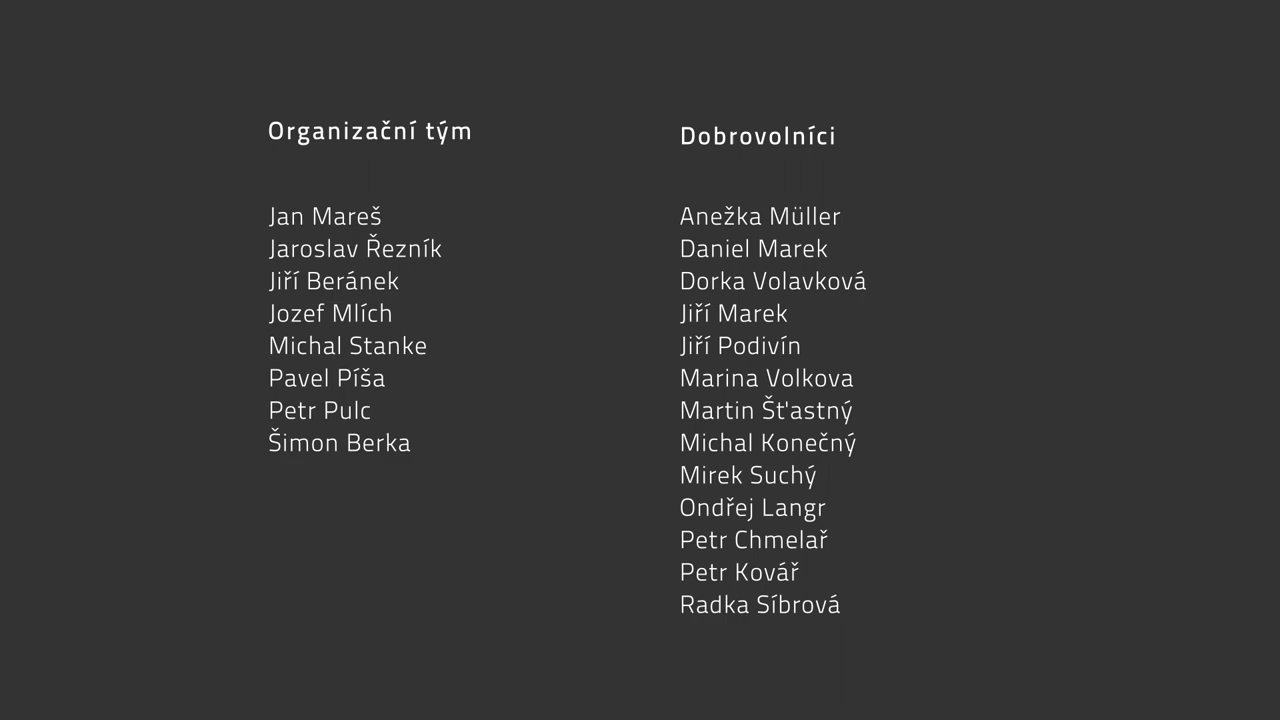 Organizační tým
Jan Mareš
Jaroslav Řezník
Jiří Beránek
Jozef Mlích
Michal Stanke
Pavel Píša
Petr Pulc
Šimon Berka
Dobrovolníci
Anežka Müller
Daniel Marek
Dorka Volavková
Jiří Marek
Jiří Podivín
Marina Volkova
Martin Št'astný
Michal Konečný
Mirek Suchý
Ondřej Langr
Petr Chmelař
Petr Kovář
Radka Síbrová